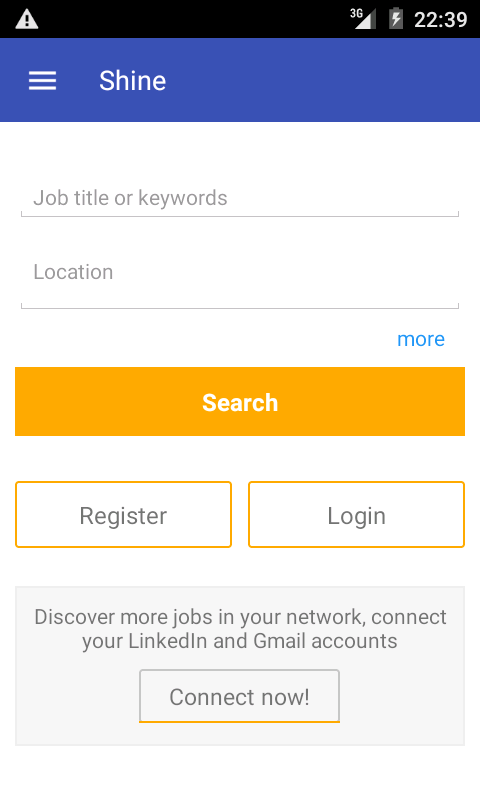 3G 22:39
Shine
Job title or keywords
Location
more
Search
Register Login
Discover more jobs in your network, connect
your LinkedIn and Gmail accounts
Connect now!